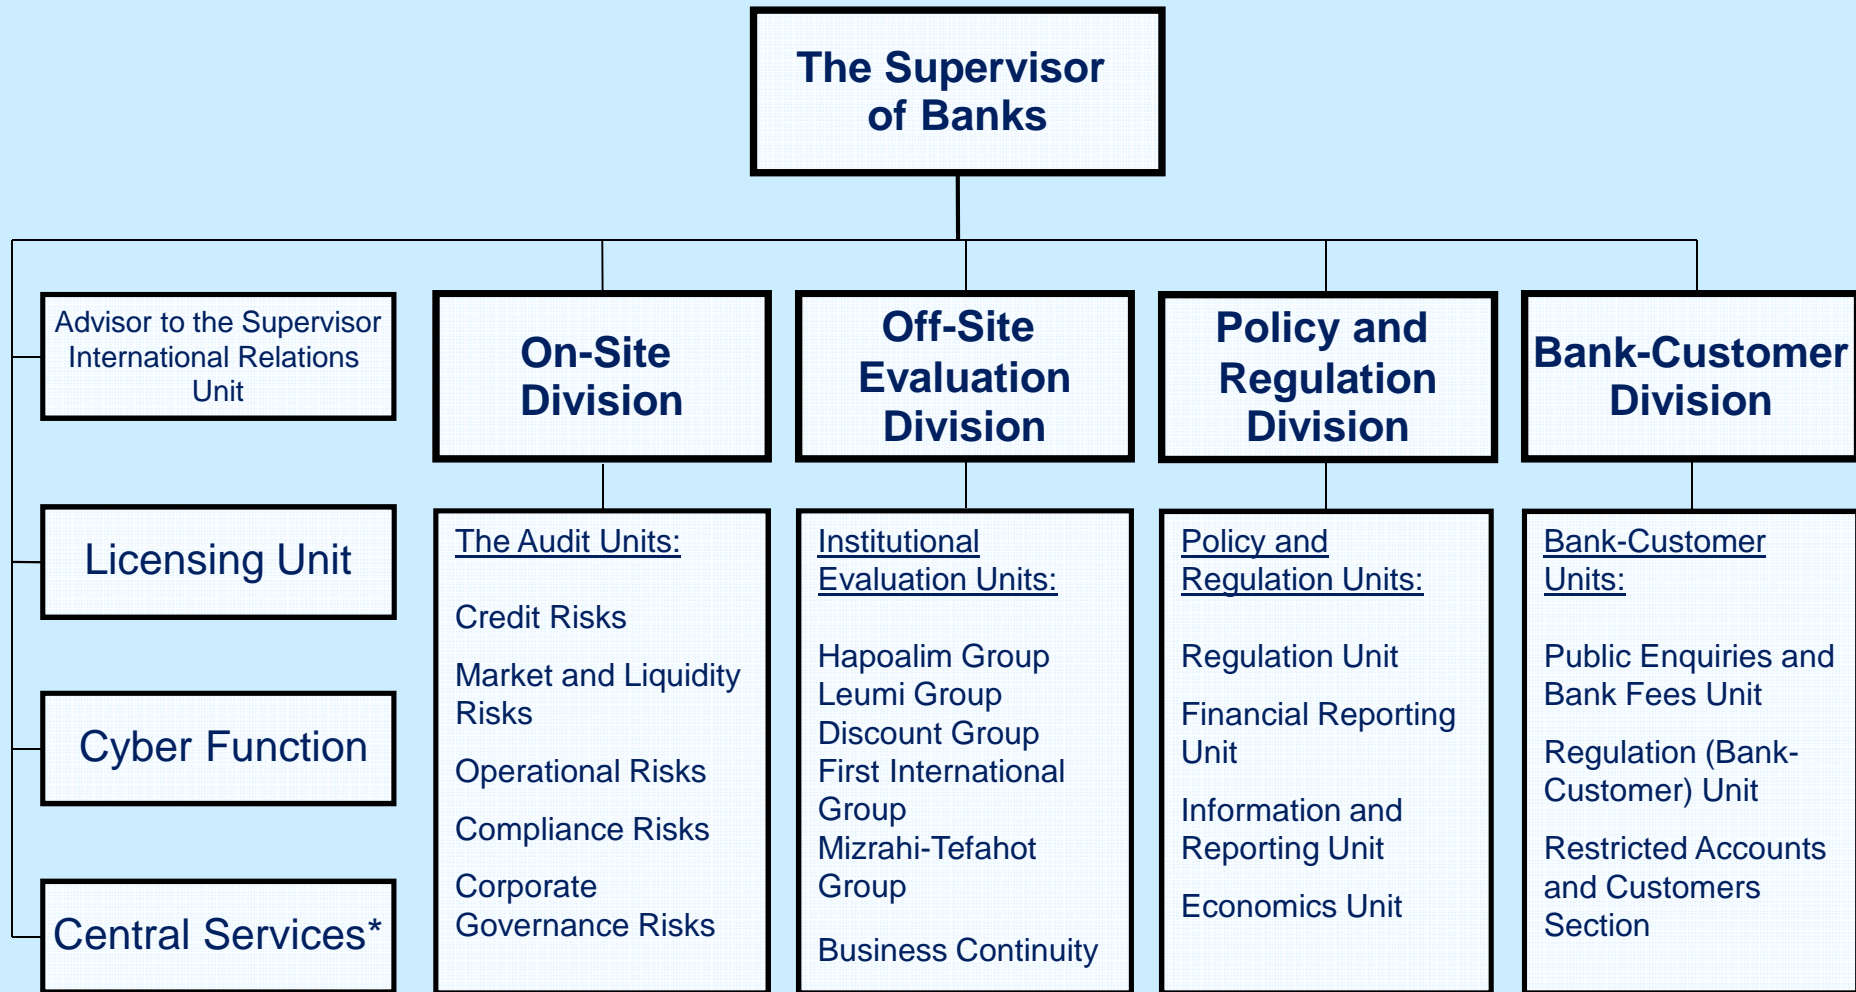 The Supervisor
of Banks
Advisor to the Supervisor
International Relations
Unit
Licensing Unit
Cyber Function
Central Services*
On-Site
Division
The Audit Units:
Credit Risks
Market and Liquidity
Risks
Operational Risks
Compliance Risks
Corporate
Governance Risks
Off-Site
Evaluation
Division
Institutional
Evaluation Units:
Hapoalim Group
Leumi Group
Discount Group
First International
Group
Mizrahi-Tefahot
Group
Business Continuity
Policy and
Regulation
Division
Policy and
Regulation Units:
Regulation Unit
Financial Reporting
Unit
Information and
Reporting Unit
Economics Unit
Bank-Customer
Division
Bank-Customer
Units:
Public Enquiries and
Bank Fees Unit
Regulation (Bank-
Customer) Unit
Restricted Accounts
and Customers
Section